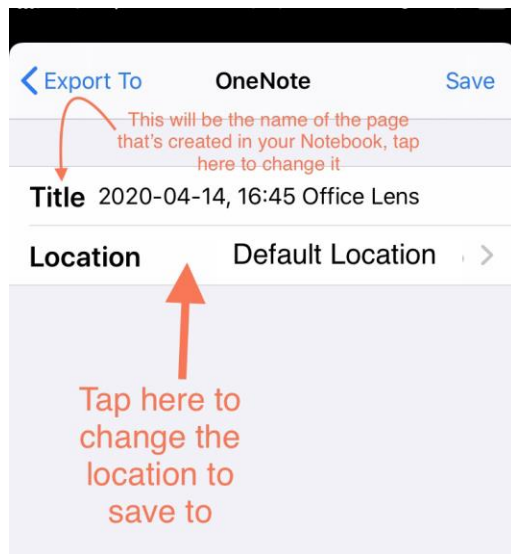 Export To OneNote Save
This will be the name of the page
that's created in your Notebook, tap
here to change it
Title 2020-04-14, 16:45 Office Lens
Location Default Location
Tap here to
change the
location to
save to